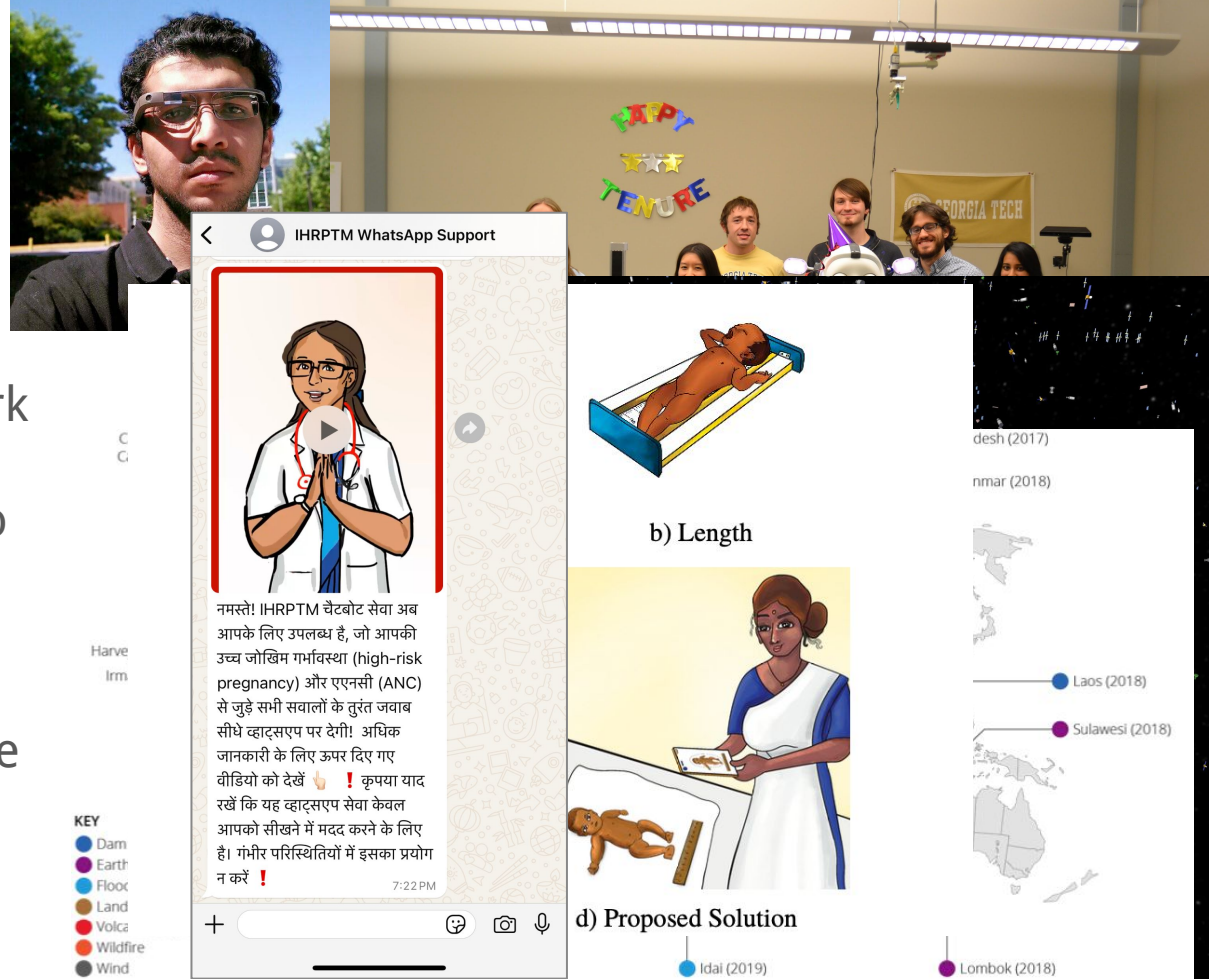 HAPPY
TENURE
GEORGIA TECH
IHRPTM WhatsApp Support
नमस्ते! IHRPTM चैटबोट सेवा अब
आपके लिए उपलब्ध है, जो आपकी
उच्च जोखिम गर्भावस्था (high-risk
pregnancy) और एएनसी (ANC)
से जुड़े सभी सवालों के तुरंत जवाब
सीधे व्हाट्सएप पर देगी! अधिक
जानकारी के लिए ऊपर दिए गए
वीडियो को देखें 👆🏻 ❗ कृपया याद
रखें कि यह व्हाट्सएप सेवा केवल
आपको सीखने में मदद करने के लिए
है। गंभीर परिस्थितियों में इसका प्रयोग
न करें ❗
7:22 PM
b) Length
d) Proposed Solution
desh (2017)
nmar (2018)
Laos (2018)
Sulawesi (2018)
Harve
Irm
KEY
Dam
Earth
Flood
Land
Volca
Wildfire
Wind
Idai (2019)
Lombok (2018)